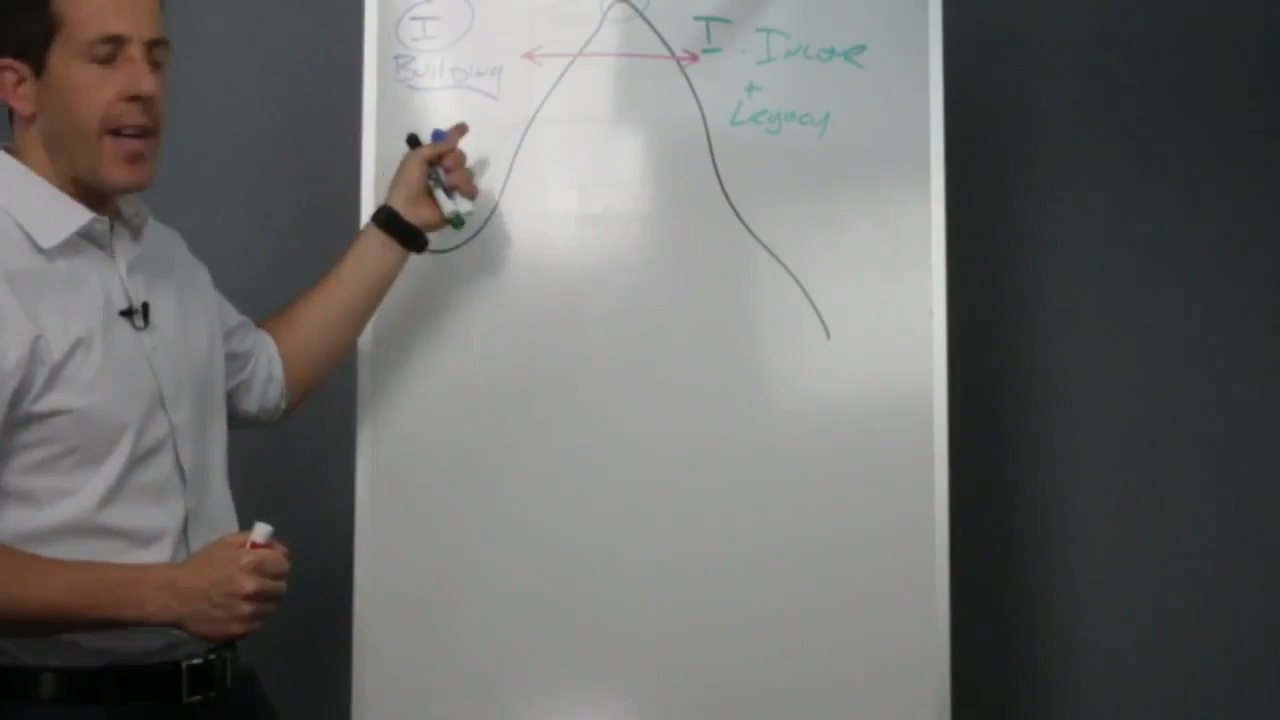 I
Building
I . Income
+
Legacy